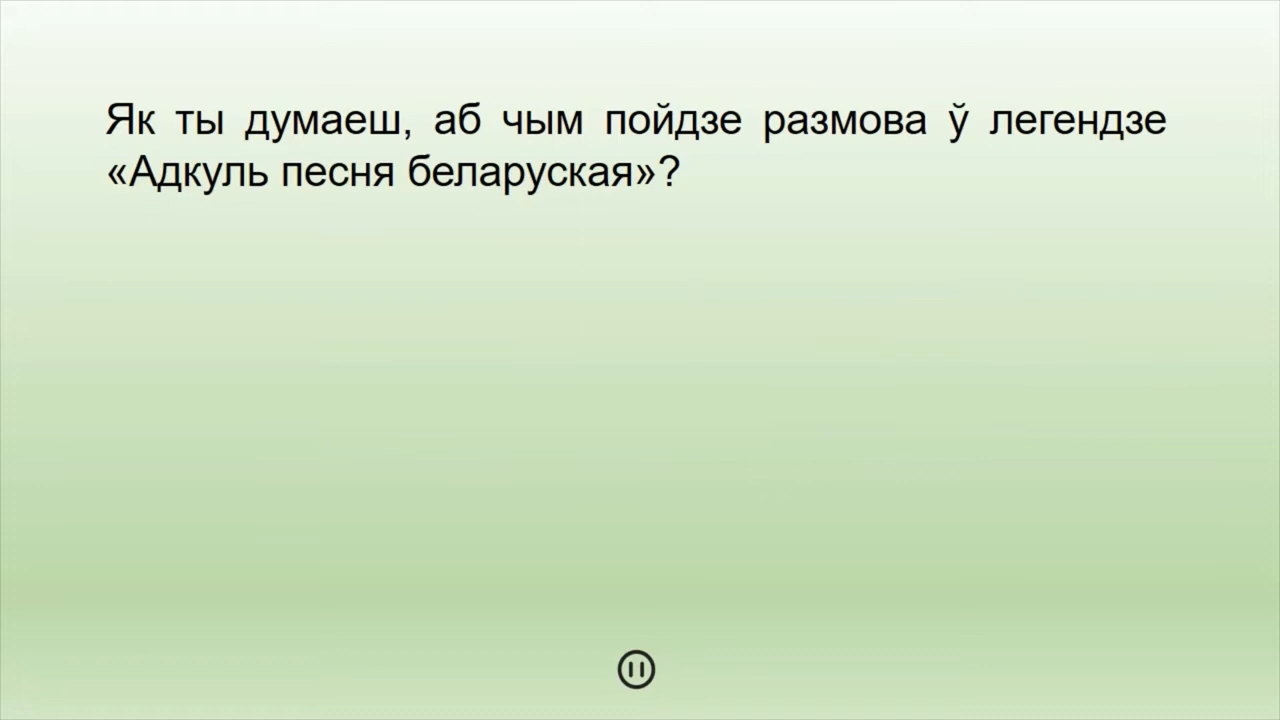 Як ты думаеш, аб чым пойдзе размова ў легендзе
«Адкуль песня беларуская»?